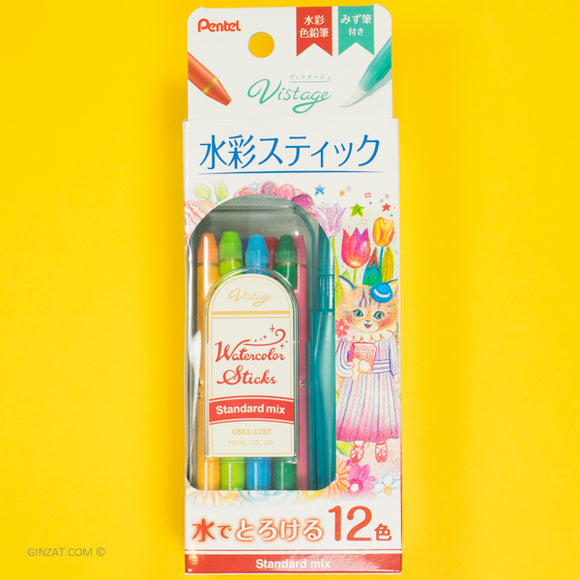 Pentel
水彩
色鉛筆
みず筆
付き
ヴィスタージュ
Vistage
水彩スティック
Vistage
Watercolor
Sticks
Standard mix
GSS1-12ST
PENTEL CO., LTD.
水でとろける 12色
Standard mix
GINZAT.COM ©